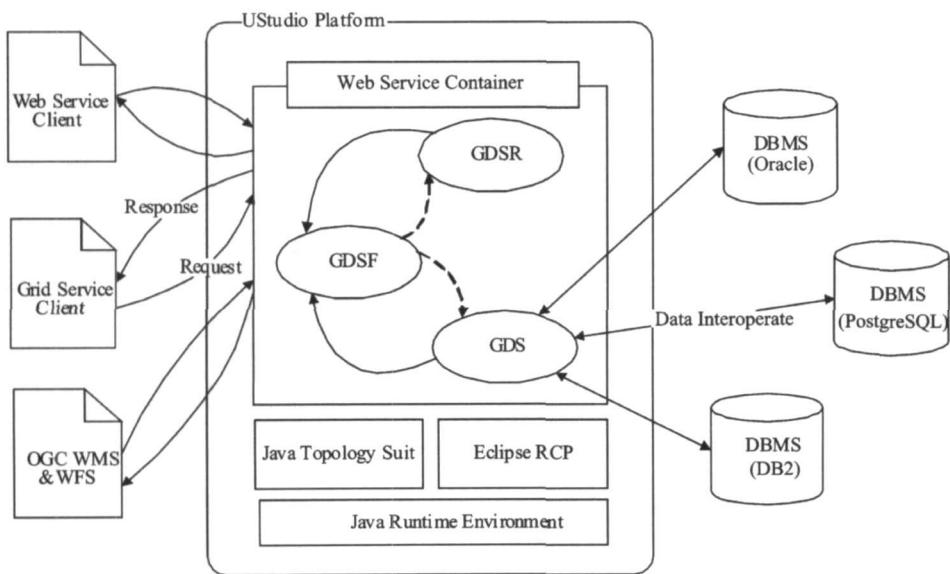 UStudio Platform
Web Service Container
Web Service
Client
GDSR
DBMS
(Oracle)
Response
GDSF
Request
Grid Service
Client
DBMS
(PostgreSQL)
Data Interoperate
GDS
OGC WMS
& WFS
Java Topology Suit
Eclipse RCP
DBMS
(DB2)
Java Runtime Environment